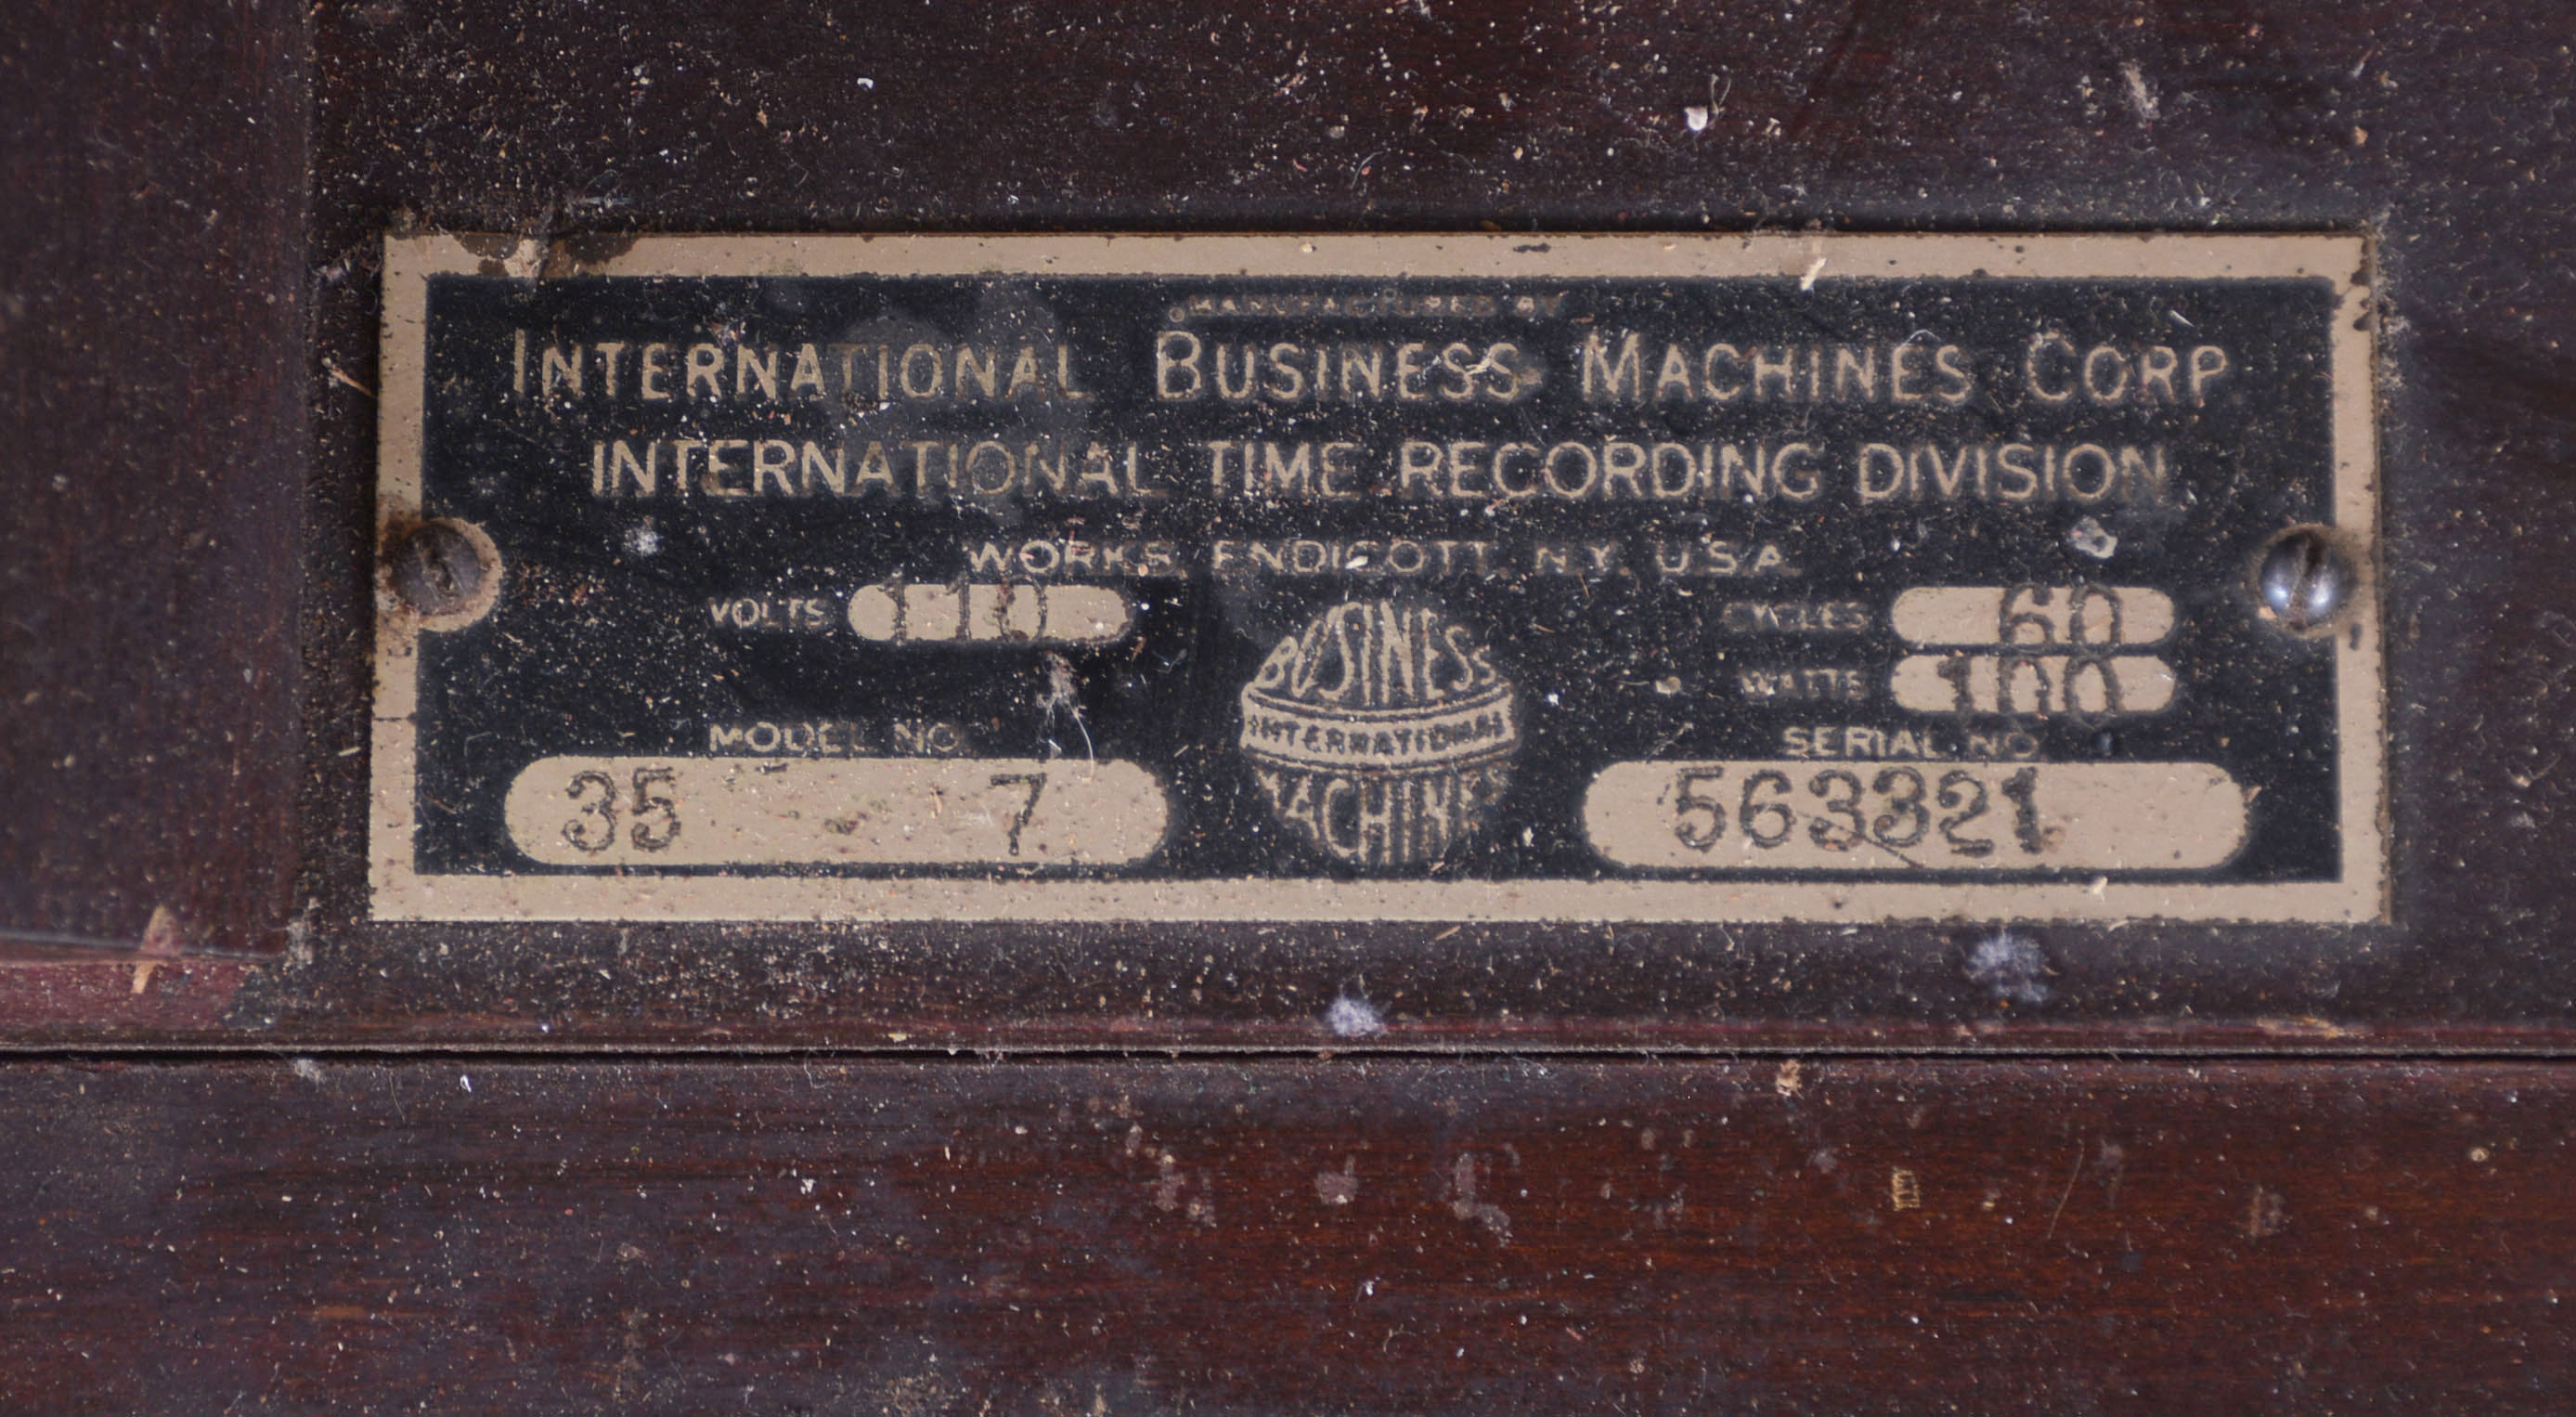 MANUFACTURED BY
INTERNATIONAL BUSINESS MACHINES CORP
INTERNATIONAL TIME RECORDING DIVISION
WORKS, ENDICOTT, N.Y. U.S.A.
VOLTS 110
CYCLES 60
WATTS 100
BUSINESS
INTERNATIONAL
MACHINES
MODEL NO.
35 7
SERIAL NO
563321